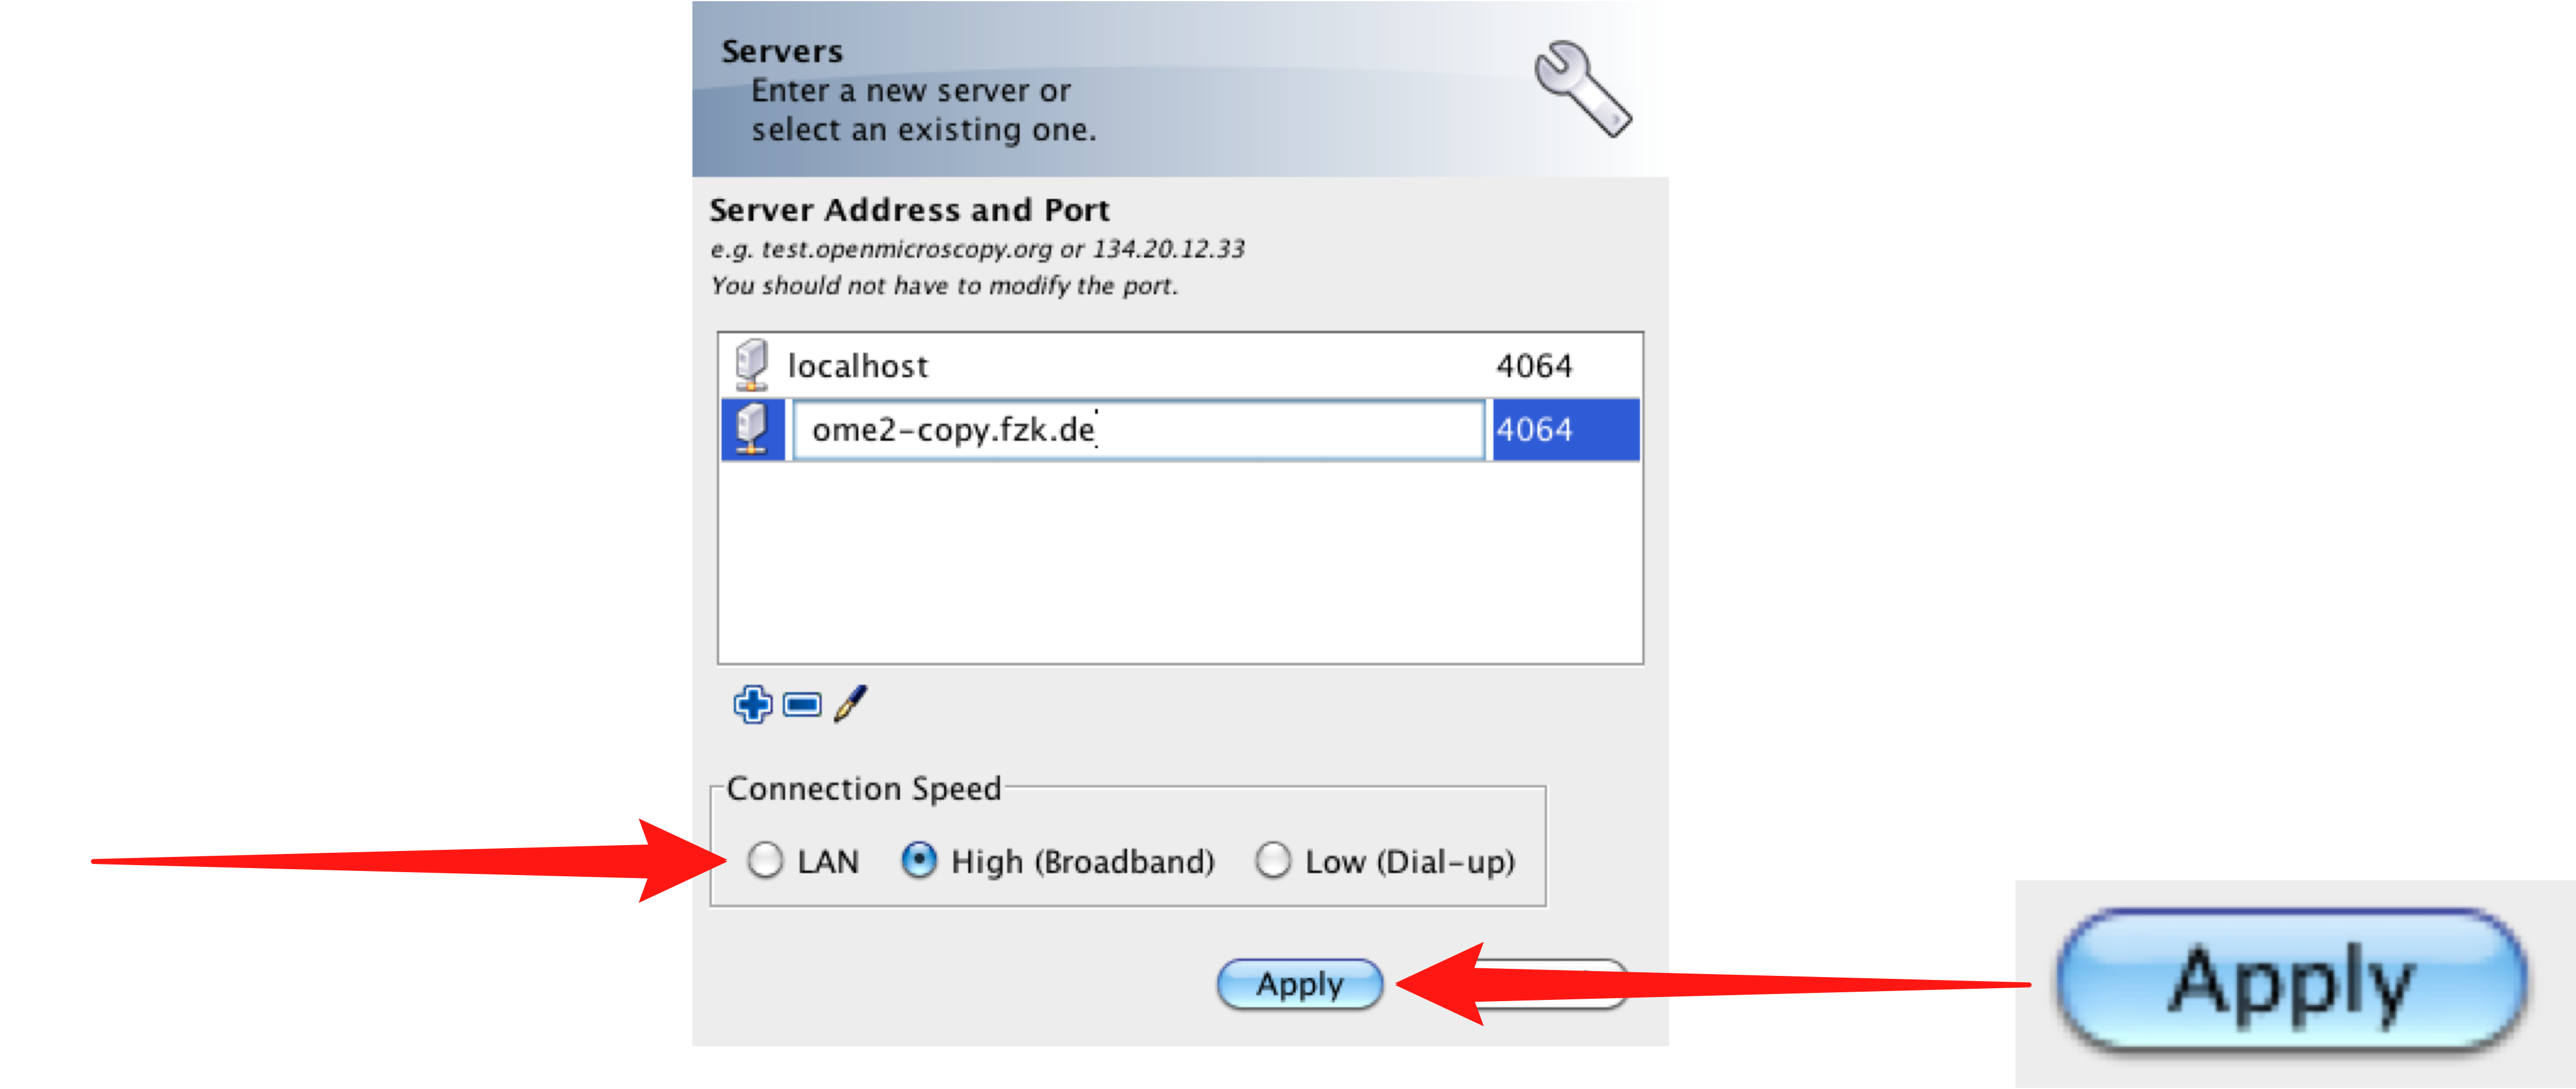 Servers
Enter a new server or
select an existing one.
Server Address and Port
e.g. test.openmicroscopy.org or 134.20.12.33
You should not have to modify the port.
localhost 4064
ome2-copy.fzk.de 4064
Connection Speed
LAN High (Broadband) Low (Dial-up)
Apply
Apply